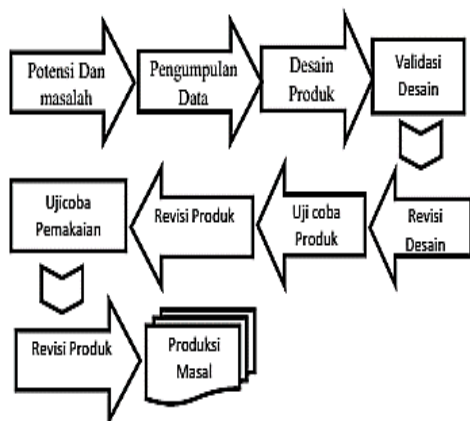 Potensi Dan
masalah
Pengumpulan
Data
Desain
Produk
Validasi
Desain
Revisi
Desain
Uji coba
Produk
Revisi Produk
Ujicoba
Pemakaian
Revisi Produk
Produksi
Masal